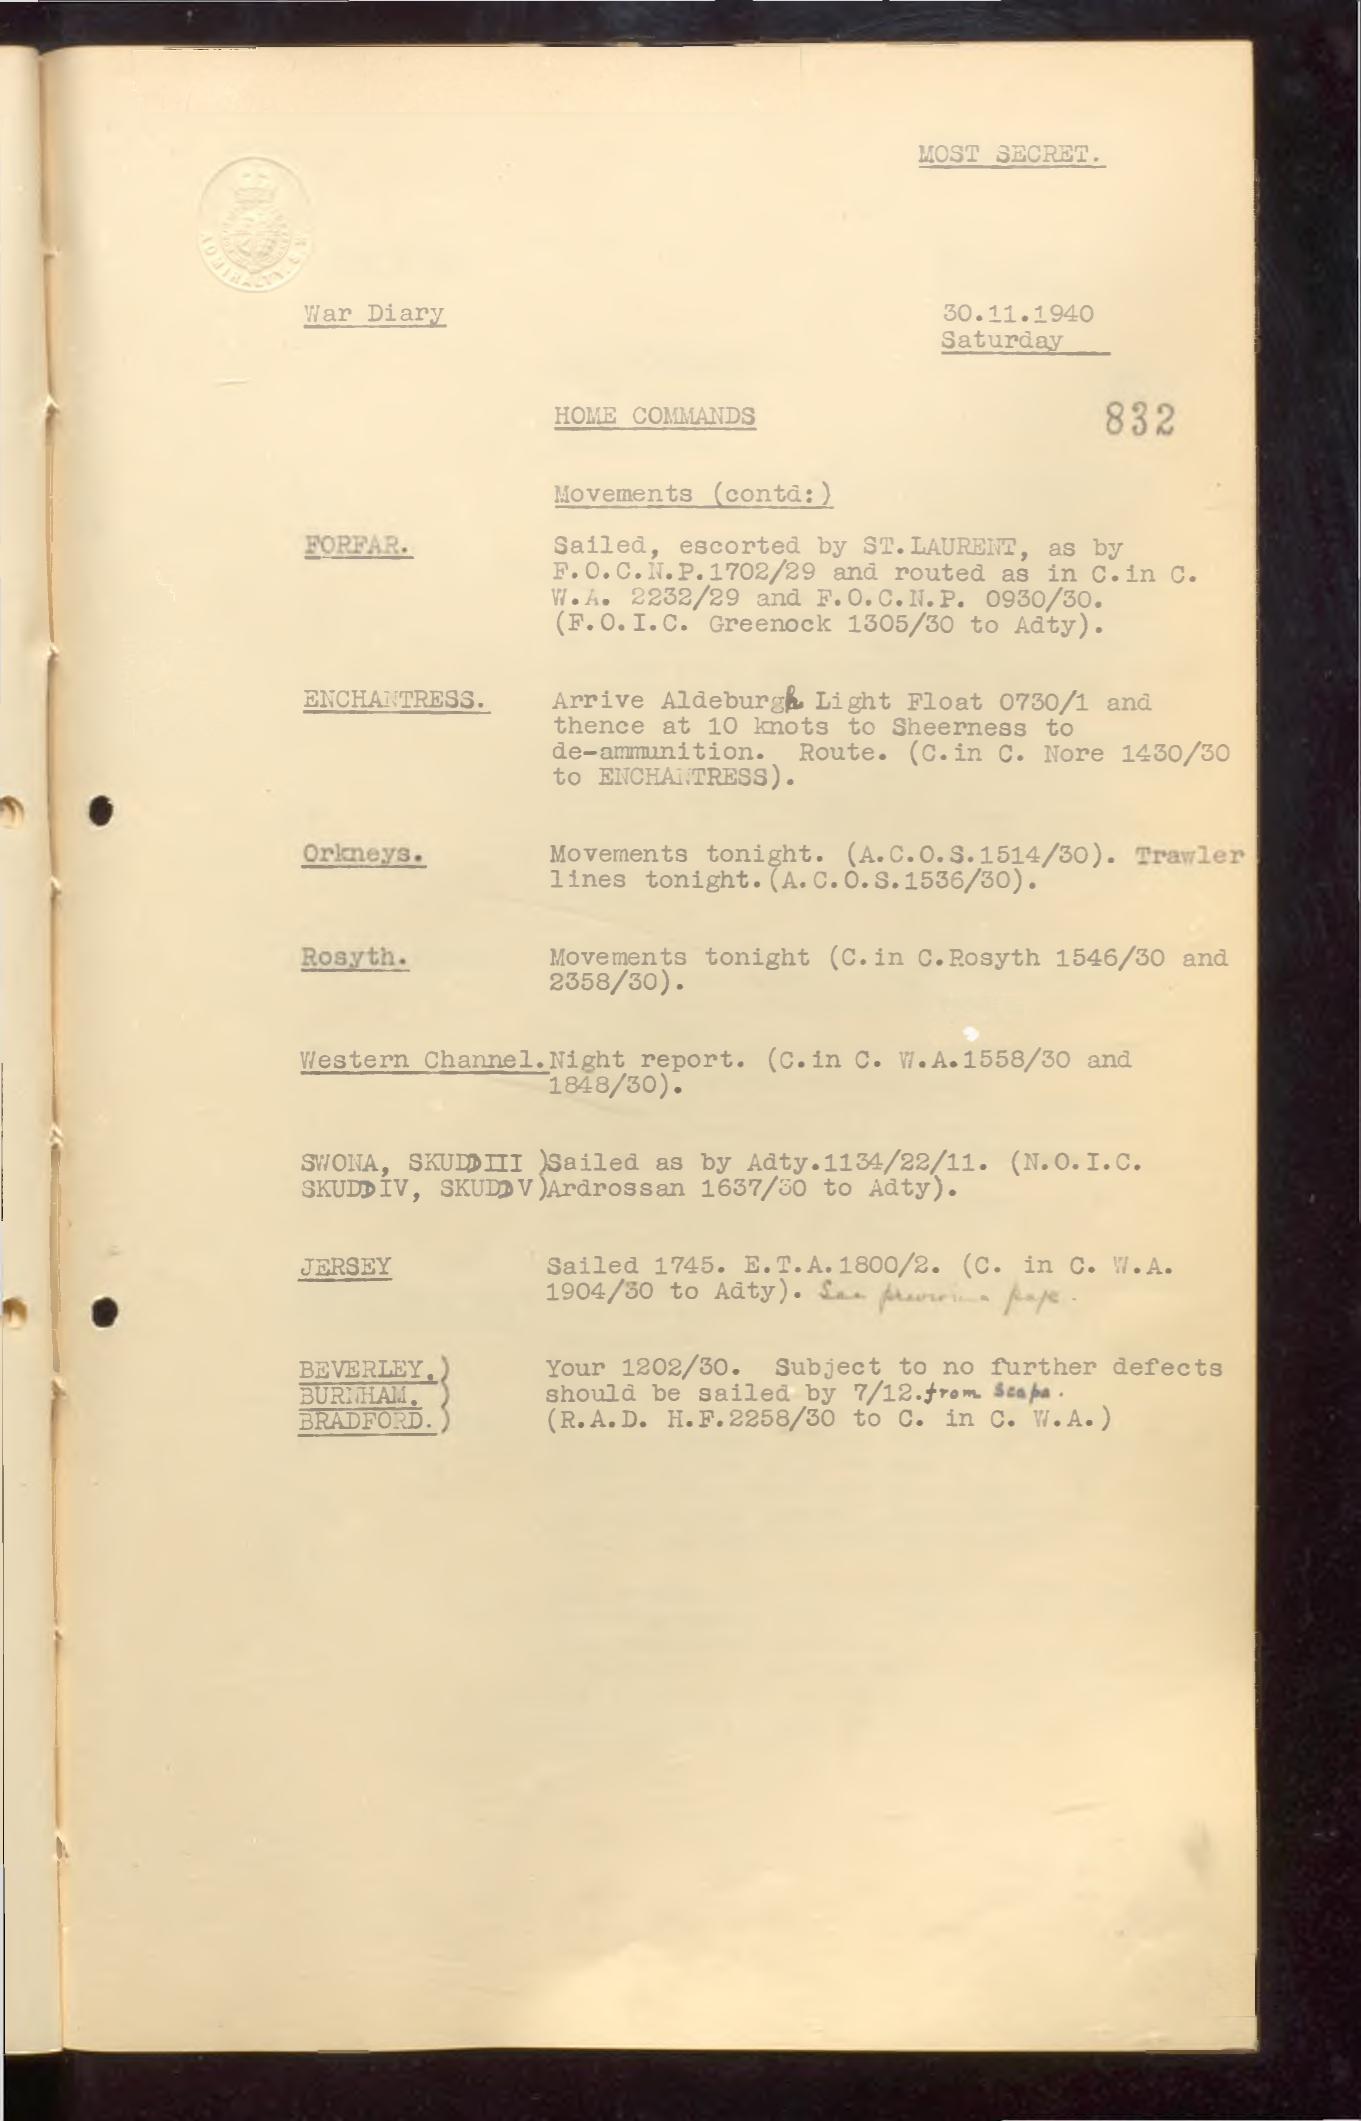 MOST SECRET.
ADMIRALTY. S.W
War Diary
30.11.1940
Saturday
HOME COMMANDS
832
Movements (contd:)
FORFAR. Sailed, escorted by ST.LAURENT, as by
F.O.C.N.P.1702/29 and routed as in C.in C.
W.A. 2232/29 and F.O.C.N.P. 0930/30.
(F.O.I.C. Greenock 1305/30 to Adty).
ENCHANTRESS. Arrive Aldeburgh Light Float 0730/1 and
thence at 10 knots to Sheerness to
de-ammunition. Route. (C.in C. Nore 1430/30
to ENCHANTRESS).
Orkneys. Movements tonight. (A.C.O.S.1514/30). Trawler
lines tonight.(A.C.O.S.1536/30).
Rosyth. Movements tonight (C.in C.Rosyth 1546/30 and
2358/30).
Western Channel. Night report. (C.in C. W.A.1558/30 and
1848/30).
SWONA, SKUDD III )Sailed as by Adty.1134/22/11. (N.O.I.C.
SKUDD IV, SKUDD V)Ardrossan 1637/30 to Adty).
JERSEY Sailed 1745. E.T.A.1800/2. (C. in C. W.A.
1904/30 to Adty). See previous page.
BEVERLEY.) Your 1202/30. Subject to no further defects
BURNHAM. ) should be sailed by 7/12. from Scapa.
BRADFORD.) (R.A.D. H.F.2258/30 to C. in C. W.A.)